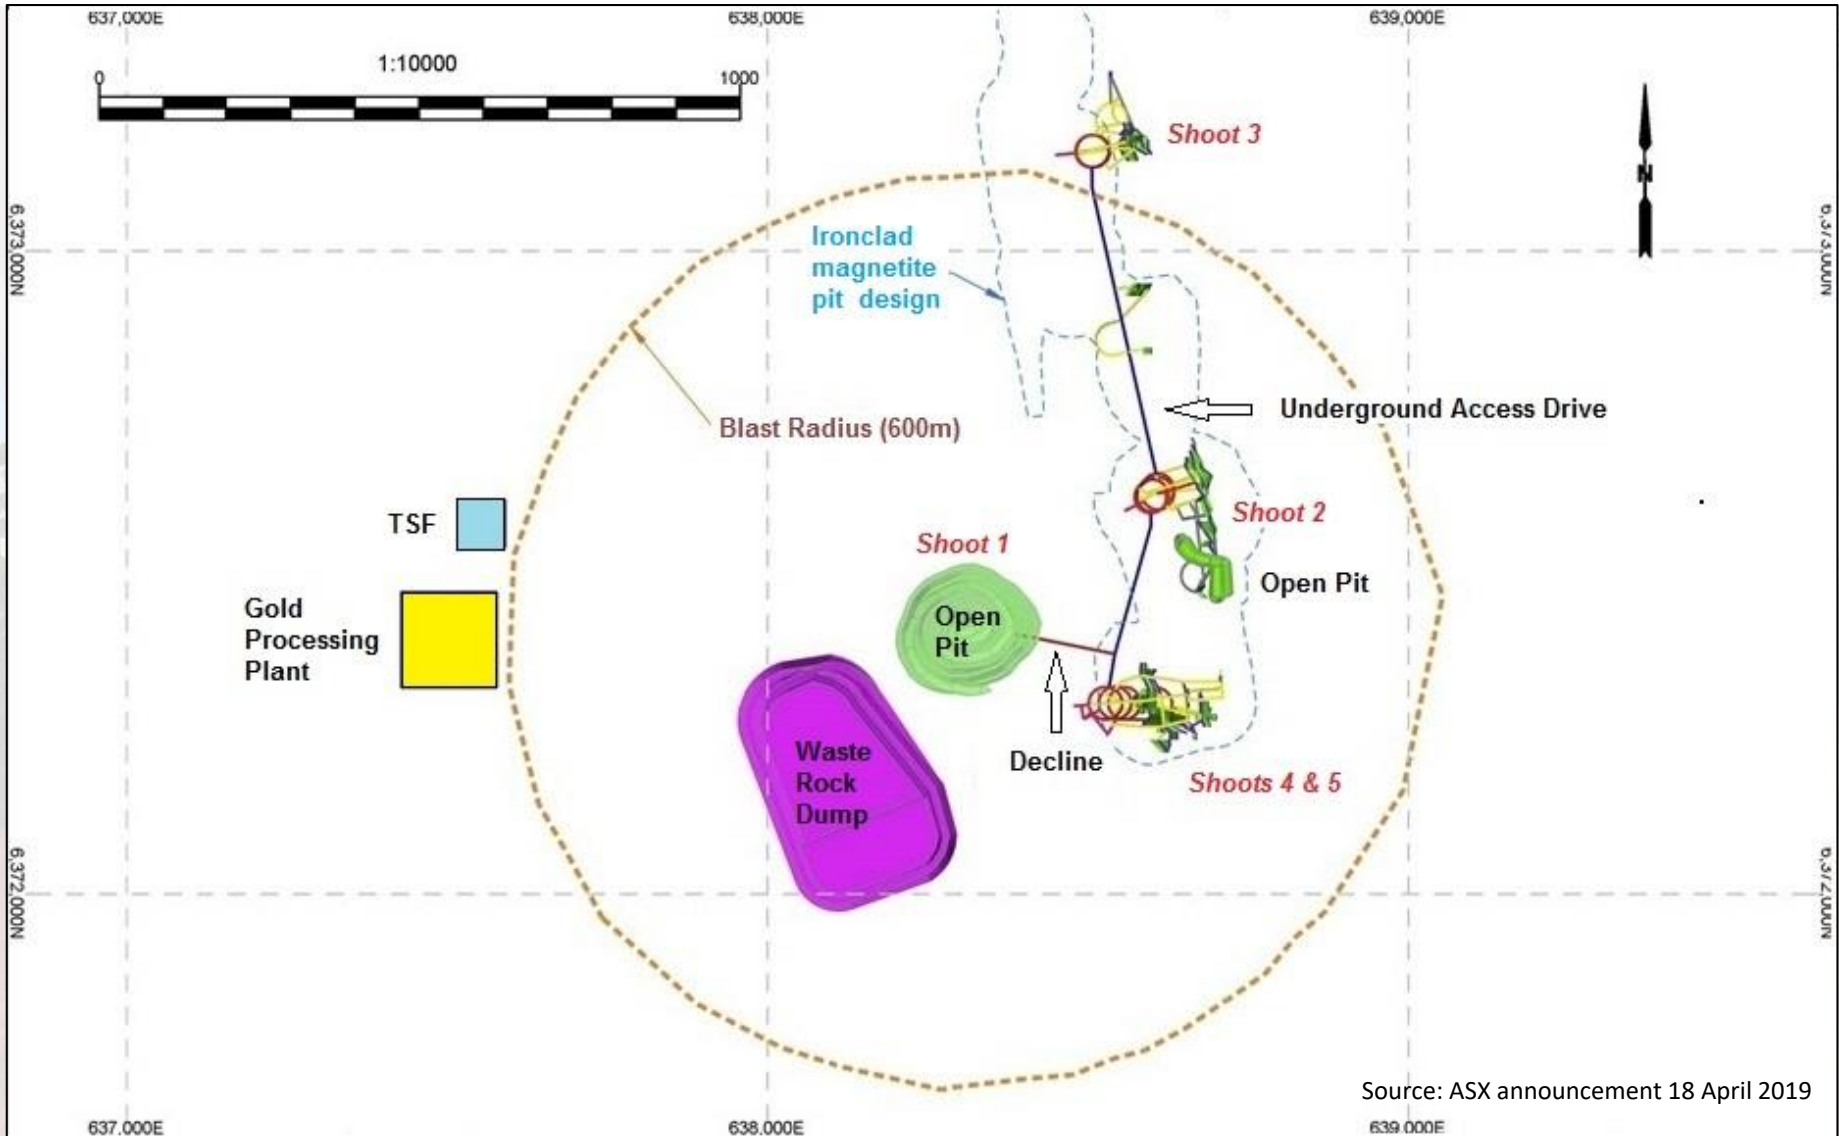 637,000E
638,000E
639,000E
1:10000
0
1000
Shoot 3
N
6,373,000N
6,373,000N
Ironclad
magnetite
pit design
Blast Radius (600m)
Underground Access Drive
TSF
Shoot 2
Shoot 1
Open Pit
Gold
Processing
Plant
Open
Pit
Waste
Rock
Dump
Decline
Shoots 4 & 5
6,372,000N
6,372,000N
Source: ASX announcement 18 April 2019
637,000E
638,000E
639,000E